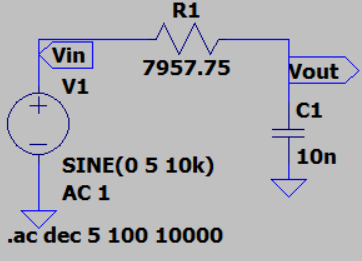 R1
Vin
7957.75
Vout
V1
C1
10n
SINE(0 5 10k)
AC 1
.ac dec 5 100 10000